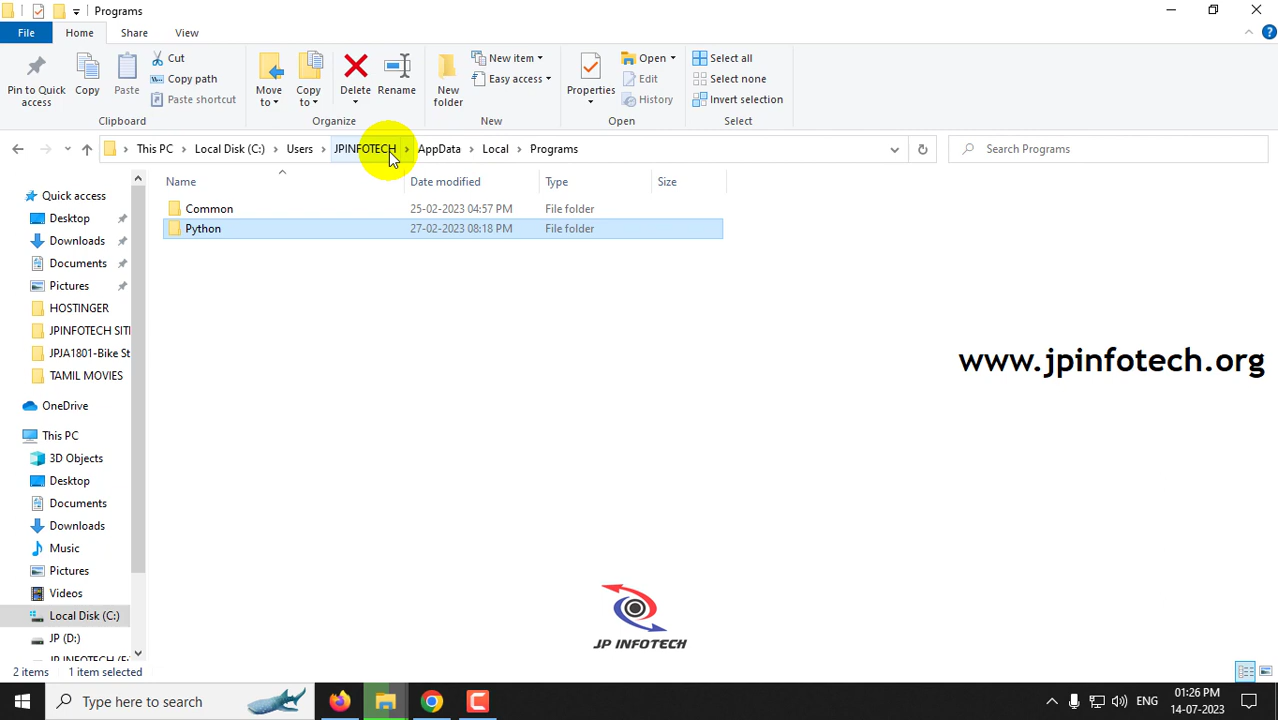 Programs
File Home Share View
Pin to Quick access
Copy
Paste
Cut
Copy path
Paste shortcut
Clipboard
Move to
Copy to
Delete
Rename
Organize
New folder
New item
Easy access
New
Properties
Open
Edit
History
Open
Select all
Select none
Invert selection
Select
This PC Local Disk (C:) Users JPINFOTECH AppData Local Programs
Search Programs
Name Date modified Type Size
Common 25-02-2023 04:57 PM File folder
Python 27-02-2023 08:18 PM File folder
Quick access
Desktop
Downloads
Documents
Pictures
HOSTINGER
JPINFOTECH SITE
JPJA1801-Bike St
TAMIL MOVIES
OneDrive
This PC
3D Objects
Desktop
Documents
Downloads
Music
Pictures
Videos
Local Disk (C:)
JP (D:)
JP INFOTECH (E:
www.jpinfotech.org
JP INFOTECH
2 items 1 item selected
Type here to search
ENG
01:26 PM
14-07-2023